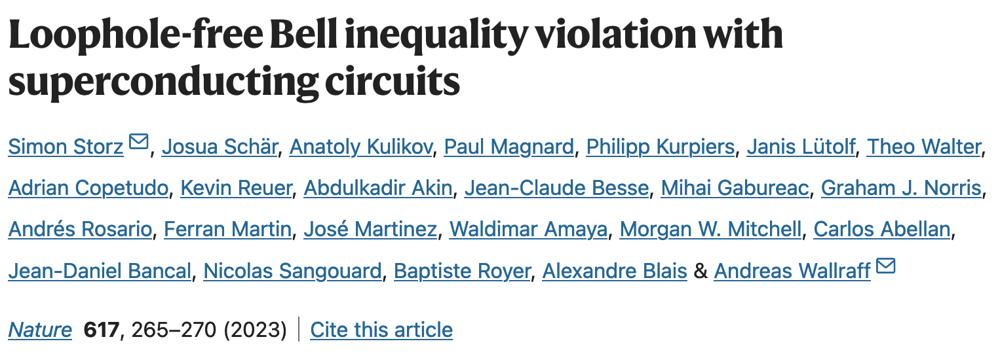 Loophole-free Bell inequality violation with
superconducting circuits
Simon Storz, Josua Schär, Anatoly Kulikov, Paul Magnard, Philipp Kurpiers, Janis Lütolf, Theo Walter,
Adrian Copetudo, Kevin Reuer, Abdulkadir Akin, Jean-Claude Besse, Mihai Gabureac, Graham J. Norris,
Andrés Rosario, Ferran Martin, José Martinez, Waldimar Amaya, Morgan W. Mitchell, Carlos Abellan,
Jean-Daniel Bancal, Nicolas Sangouard, Baptiste Royer, Alexandre Blais & Andreas Wallraff
Nature 617, 265–270 (2023) | Cite this article